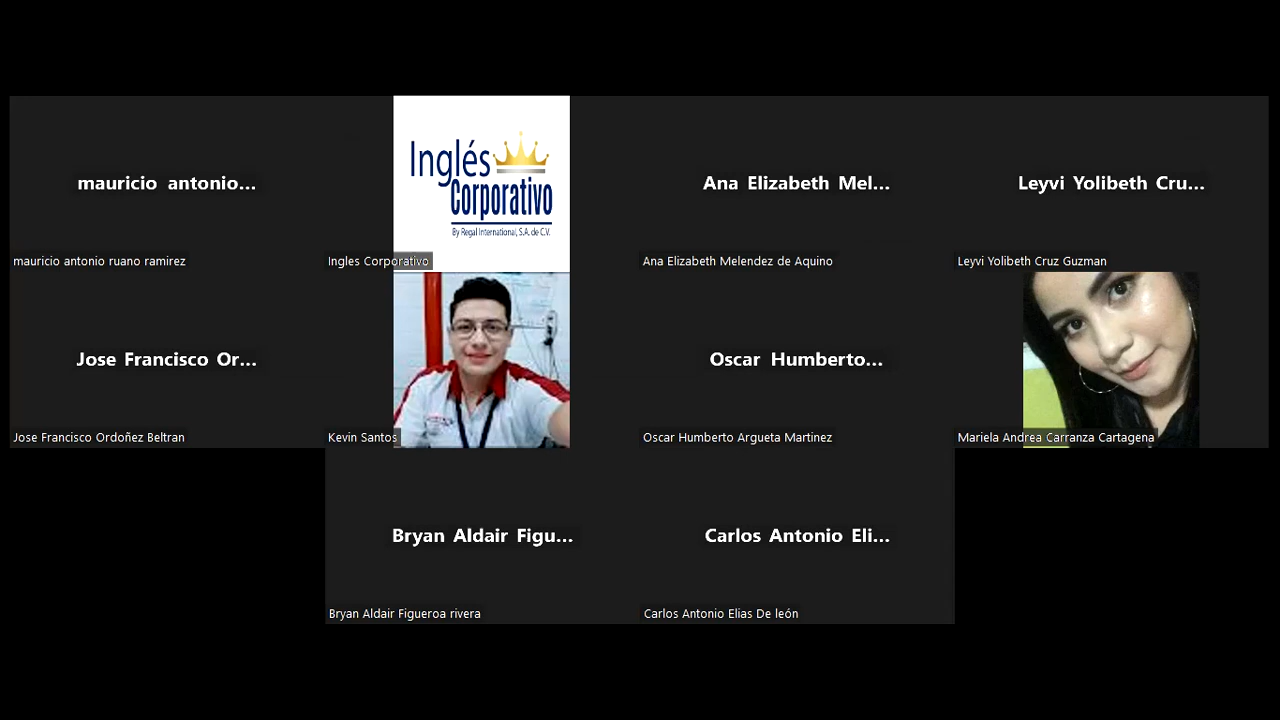 mauricio antonio...
mauricio antonio ruano ramirez
Inglés
Corporativo
By Regal International, S.A. de C.V.
Ingles Corporativo
Ana Elizabeth Mel...
Ana Elizabeth Melendez de Aquino
Leyvi Yolibeth Cru...
Leyvi Yolibeth Cruz Guzman
Jose Francisco Or...
Jose Francisco Ordoñez Beltran
Kevin Santos
Oscar Humberto...
Oscar Humberto Argueta Martinez
Mariela Andrea Carranza Cartagena
Bryan Aldair Figu...
Bryan Aldair Figueroa rivera
Carlos Antonio Eli...
Carlos Antonio Elias De león